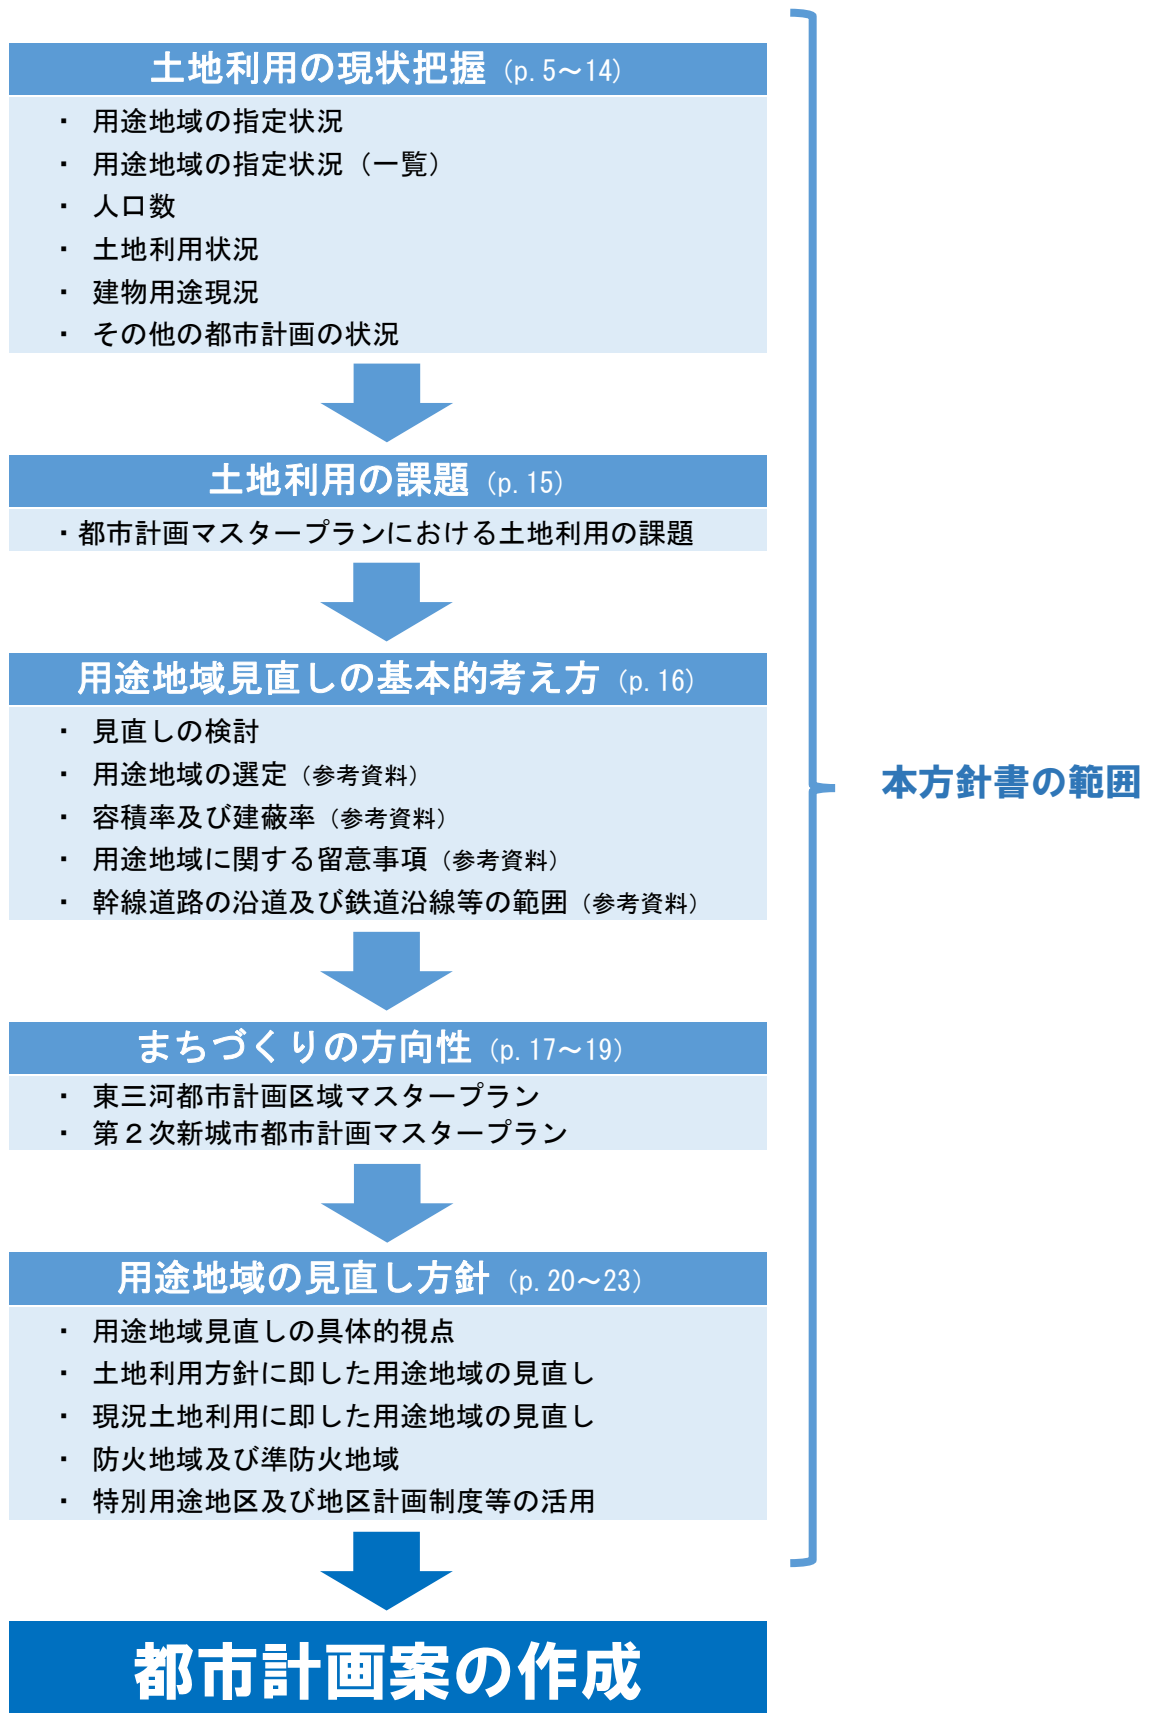 土地利用の現状把握（p.5～14）
・ 用途地域の指定状況
・ 用途地域の指定状況（一覧）
・ 人口数
・ 土地利用状況
・ 建物用途現況
・ その他の都市計画の状況
土地利用の課題（p.15）
・都市計画マスタープランにおける土地利用の課題
用途地域見直しの基本的考え方（p.16）
・ 見直しの検討
・ 用途地域の選定（参考資料）
・ 容積率及び建蔽率（参考資料）
・ 用途地域に関する留意事項（参考資料）
・ 幹線道路の沿道及び鉄道沿線等の範囲（参考資料）
本方針書の範囲
まちづくりの方向性（p.17～19）
・ 東三河都市計画区域マスタープラン
・ 第２次新城市都市計画マスタープラン
用途地域の見直し方針（p.20～23）
・ 用途地域見直しの具体的視点
・ 土地利用方針に即した用途地域の見直し
・ 現況土地利用に即した用途地域の見直し
・ 防火地域及び準防火地域
・ 特別用途地区及び地区計画制度等の活用
都市計画案の作成